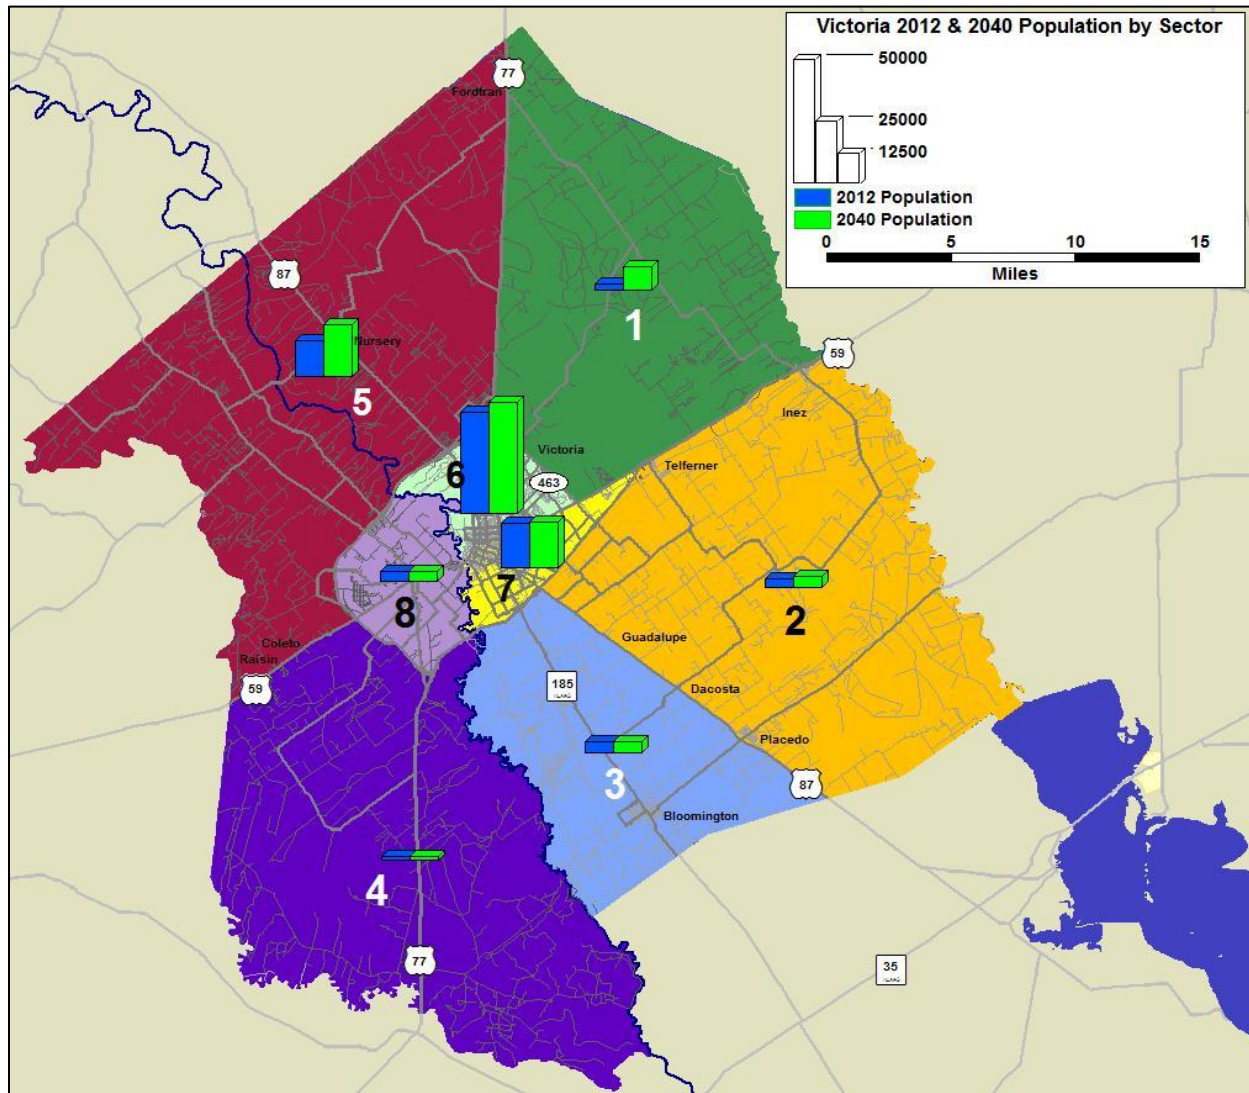 Victoria 2012 & 2040 Population by Sector
50000
25000
12500
2012 Population
2040 Population
0 5 10 15
Miles
77
Fordtran
87
1
59
Nursery
5
Inez
Victoria
6
Telferner
463
7
8
2
Guadalupe
Coleto
Raisin
59
185
TEXAS
Dacosta
Placedo
3
87
Bloomington
4
77
35
TEXAS